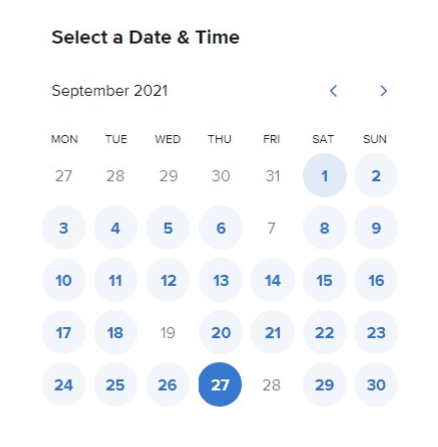 Select a Date & Time
September 2021
MON TUE WED THU FRI SAT SUN
27 28 29 30 31 1 2
3 4 5 6 7 8 9
10 11 12 13 14 15 16
17 18 19 20 21 22 23
24 25 26 27 28 29 30